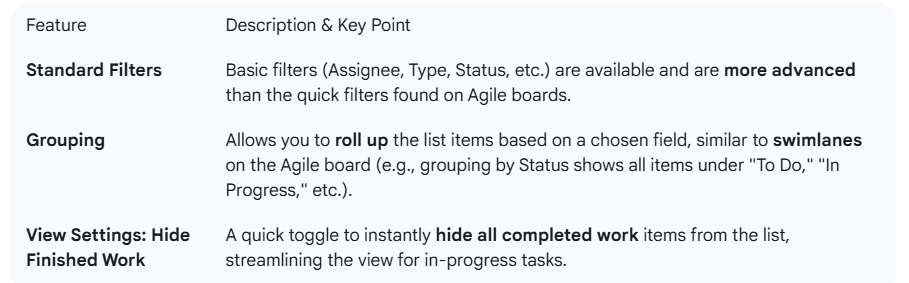 Feature Description & Key Point
Standard Filters Basic filters (Assignee, Type, Status, etc.) are available and are more advanced
than the quick filters found on Agile boards.
Grouping Allows you to roll up the list items based on a chosen field, similar to swimlanes
on the Agile board (e.g., grouping by Status shows all items under "To Do," "In
Progress," etc.).
View Settings: Hide A quick toggle to instantly hide all completed work items from the list,
Finished Work streamlining the view for in-progress tasks.